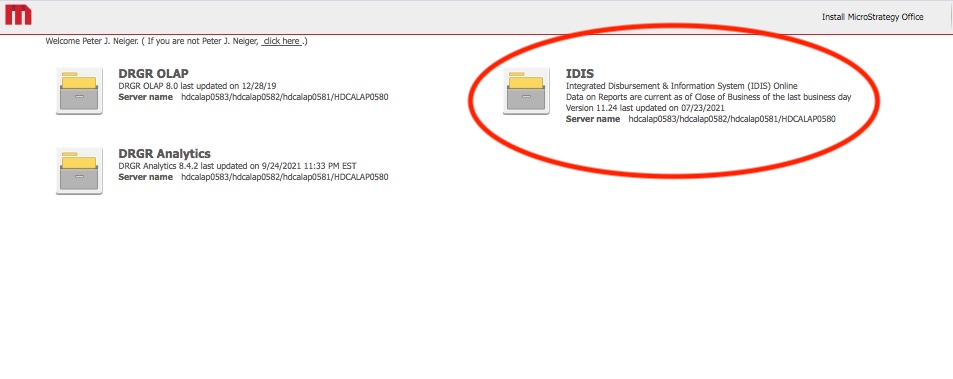 Install MicroStrategy Office
Welcome Peter J. Neiger. ( If you are not Peter J. Neiger, click here .)
DRGR OLAP
DRGR OLAP 8.0 last updated on 12/28/19
Server name hdcalap0583/hdcalap0582/hdcalap0581/HDCALAP0580
IDIS
Integrated Disbursement & Information System (IDIS) Online
Data on Reports are current as of Close of Business of the last business day
Version 11.24 last updated on 07/23/2021
Server name hdcalap0583/hdcalap0582/hdcalap0581/HDCALAP0580
DRGR Analytics
DRGR Analytics 8.4.2 last updated on 9/24/2021 11:33 PM EST
Server name hdcalap0583/hdcalap0582/hdcalap0581/HDCALAP0580